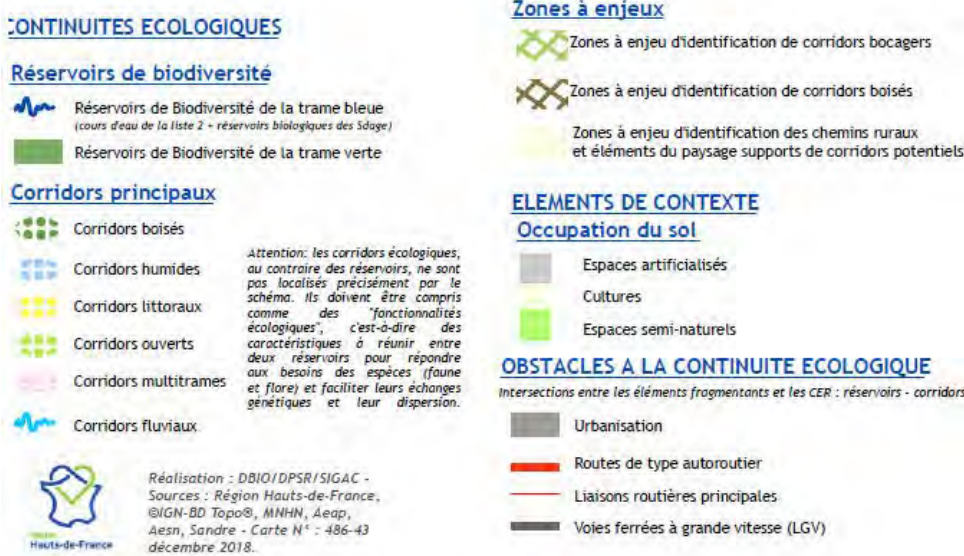 CONTINUITES ECOLOGIQUES
Réservoirs de biodiversité
Réservoirs de Biodiversité de la trame bleue
(cours d'eau de la liste 2 + réservoirs biologiques des Sdage)
Réservoirs de Biodiversité de la trame verte
Corridors principaux
Corridors boisés
Corridors humides
Corridors littoraux
Corridors ouverts
Corridors multitrames
Corridors fluviaux
Attention: les corridors écologiques,
au contraire des réservoirs, ne sont
pas localisés précisément par le
schéma. Ils doivent être compris
comme des "fonctionnalités
écologiques", c'est-à-dire des
caractéristiques à réunir entre
deux réservoirs pour répondre
aux besoins des espèces (faune
et flore) et faciliter leurs échanges
génétiques et leur dispersion.
Hauts-de-France
Réalisation : DBIO/DPSR/SIGAC -
Sources : Région Hauts-de-France,
©IGN-BD Topo®, MNHN, Aeap,
Aesn, Sandre - Carte N° : 486-43
décembre 2018.
Zones à enjeux
Zones à enjeu d'identification de corridors bocagers
Zones à enjeu d'identification de corridors boisés
Zones à enjeu d'identification des chemins ruraux
et éléments du paysage supports de corridors potentiels
ELEMENTS DE CONTEXTE
Occupation du sol
Espaces artificialisés
Cultures
Espaces semi-naturels
OBSTACLES A LA CONTINUITE ECOLOGIQUE
Intersections entre les éléments fragmentants et les CER : réservoirs - corridors
Urbanisation
Routes de type autoroutier
Liaisons routières principales
Voies ferrées à grande vitesse (LGV)